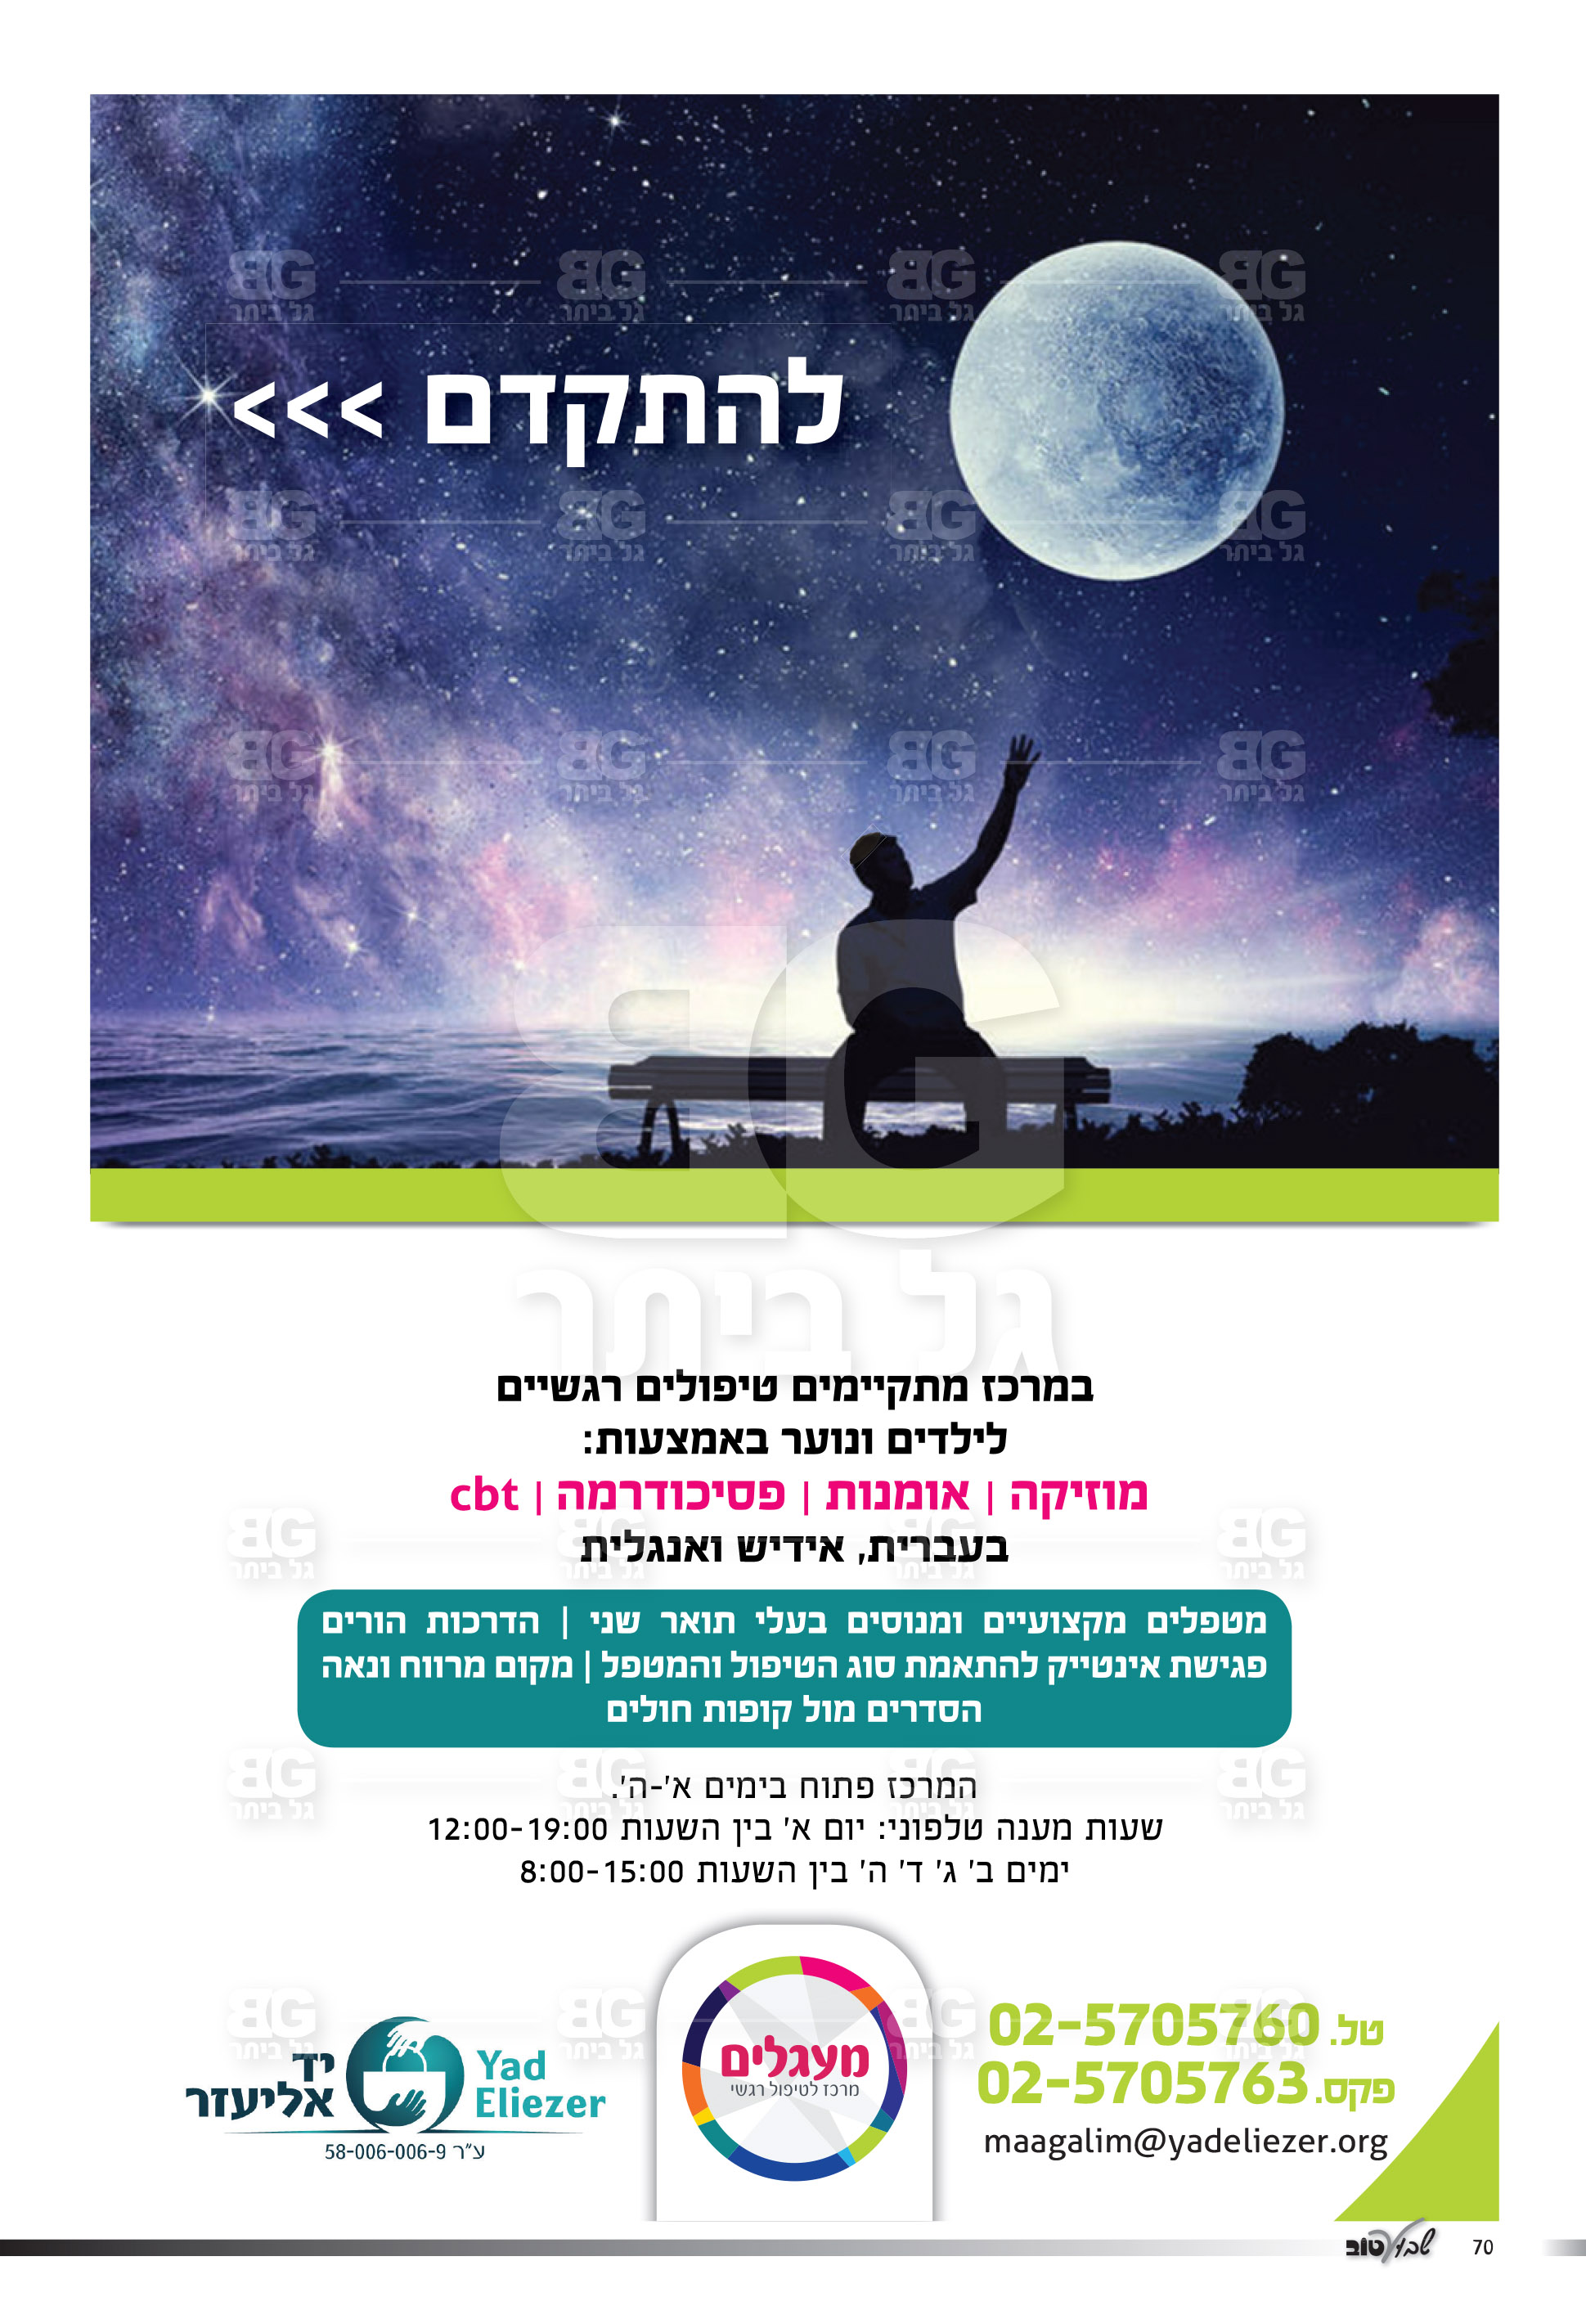 להתקדם >>>
במרכז מתקיימים טיפולים רגשיים
לילדים ונוער באמצעות:
מוזיקה | אומנות | פסיכודרמה | cbt
בעברית, אידיש ואנגלית
מטפלים מקצועיים ומנוסים בעלי תואר שני | הדרכות הורים
פגישת אינטייק להתאמת סוג הטיפול והמטפל | מקום מרווח ונאה
הסדרים מול קופות חולים
המרכז פתוח בימים א'-ה'.
שעות מענה טלפוני: יום א' בין השעות 12:00-19:00
ימים ב' ג' ד' ה' בין השעות 8:00-15:00
טל. 02-5705760
פקס. 02-5705763
maagalim@yadeliezer.org
מעגלים
מרכז לטיפול רגשי
יד אליעזר
Yad Eliezer
ע"ר 58-006-006-9
70 שבוע טוב
BG
גל ביתר